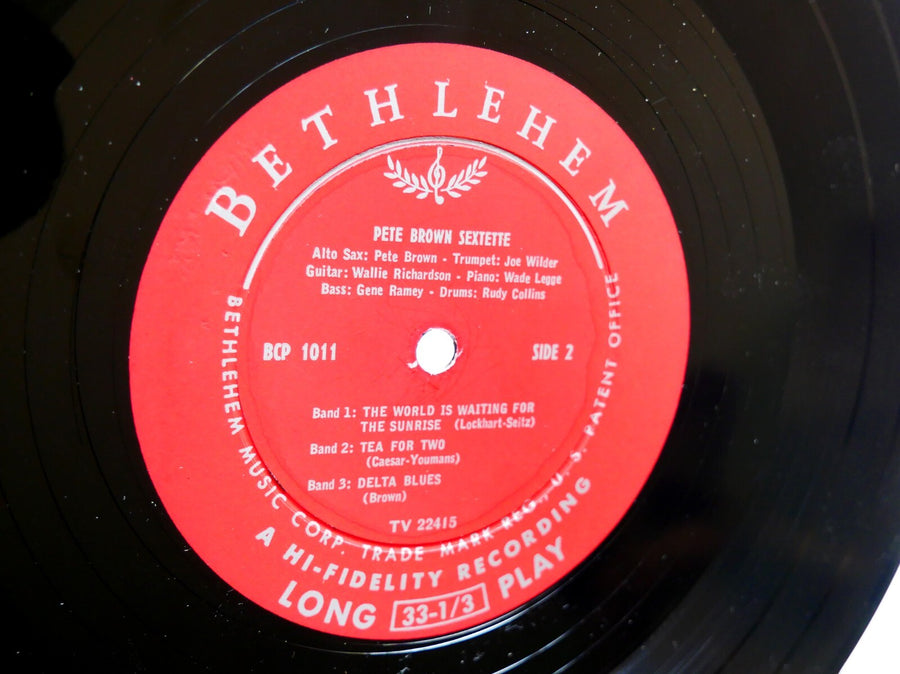 BETHLEHEM
PETE BROWN SEXTETTE
Alto Sax: Pete Brown - Trumpet: Joe Wilder
Guitar: Wallie Richardson - Piano: Wade Legge
Bass: Gene Ramey - Drums: Rudy Collins
BCP 1011
SIDE 2
Band 1: THE WORLD IS WAITING FOR
THE SUNRISE (Lockhart-Seitz)
Band 2: TEA FOR TWO
(Caesar-Youmans)
Band 3: DELTA BLUES
(Brown)
TV 22415
BETHLEHEM MUSIC CORP. TRADE MARK REG., U. S. PATENT OFFICE
A HI-FIDELITY RECORDING
LONG 33-1/3 PLAY